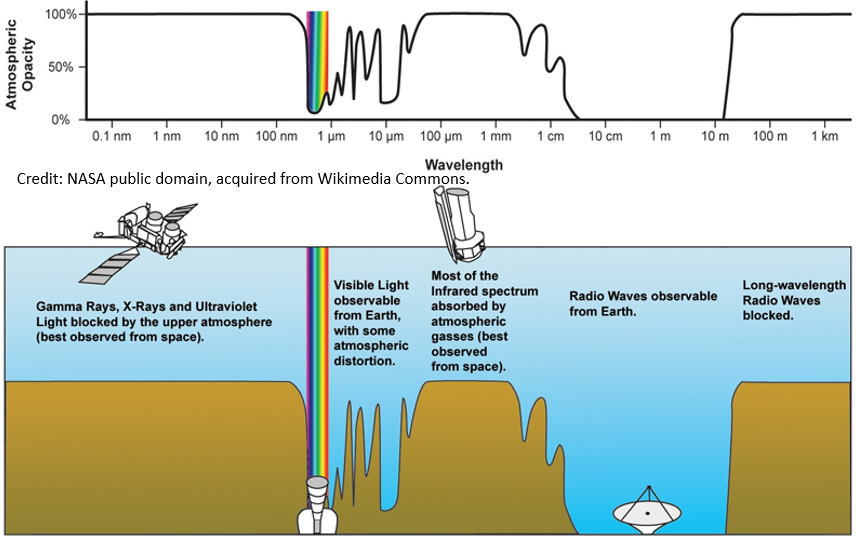 Atmospheric
Opacity
100%
50%
0%
0.1 nm 1 nm 10 nm 100 nm 1 μm 10 μm 100 μm 1 mm 1 cm 10 cm 1 m 10 m 100 m 1 km
Wavelength
Credit: NASA public domain, acquired from Wikimedia Commons.
Gamma Rays, X-Rays and Ultraviolet
Light blocked by the upper atmosphere
(best observed from space).
Visible Light
observable
from Earth,
with some
atmospheric
distortion.
Most of the
Infrared spectrum
absorbed by
atmospheric
gasses (best
observed
from space).
Radio Waves observable
from Earth.
Long-wavelength
Radio Waves
blocked.